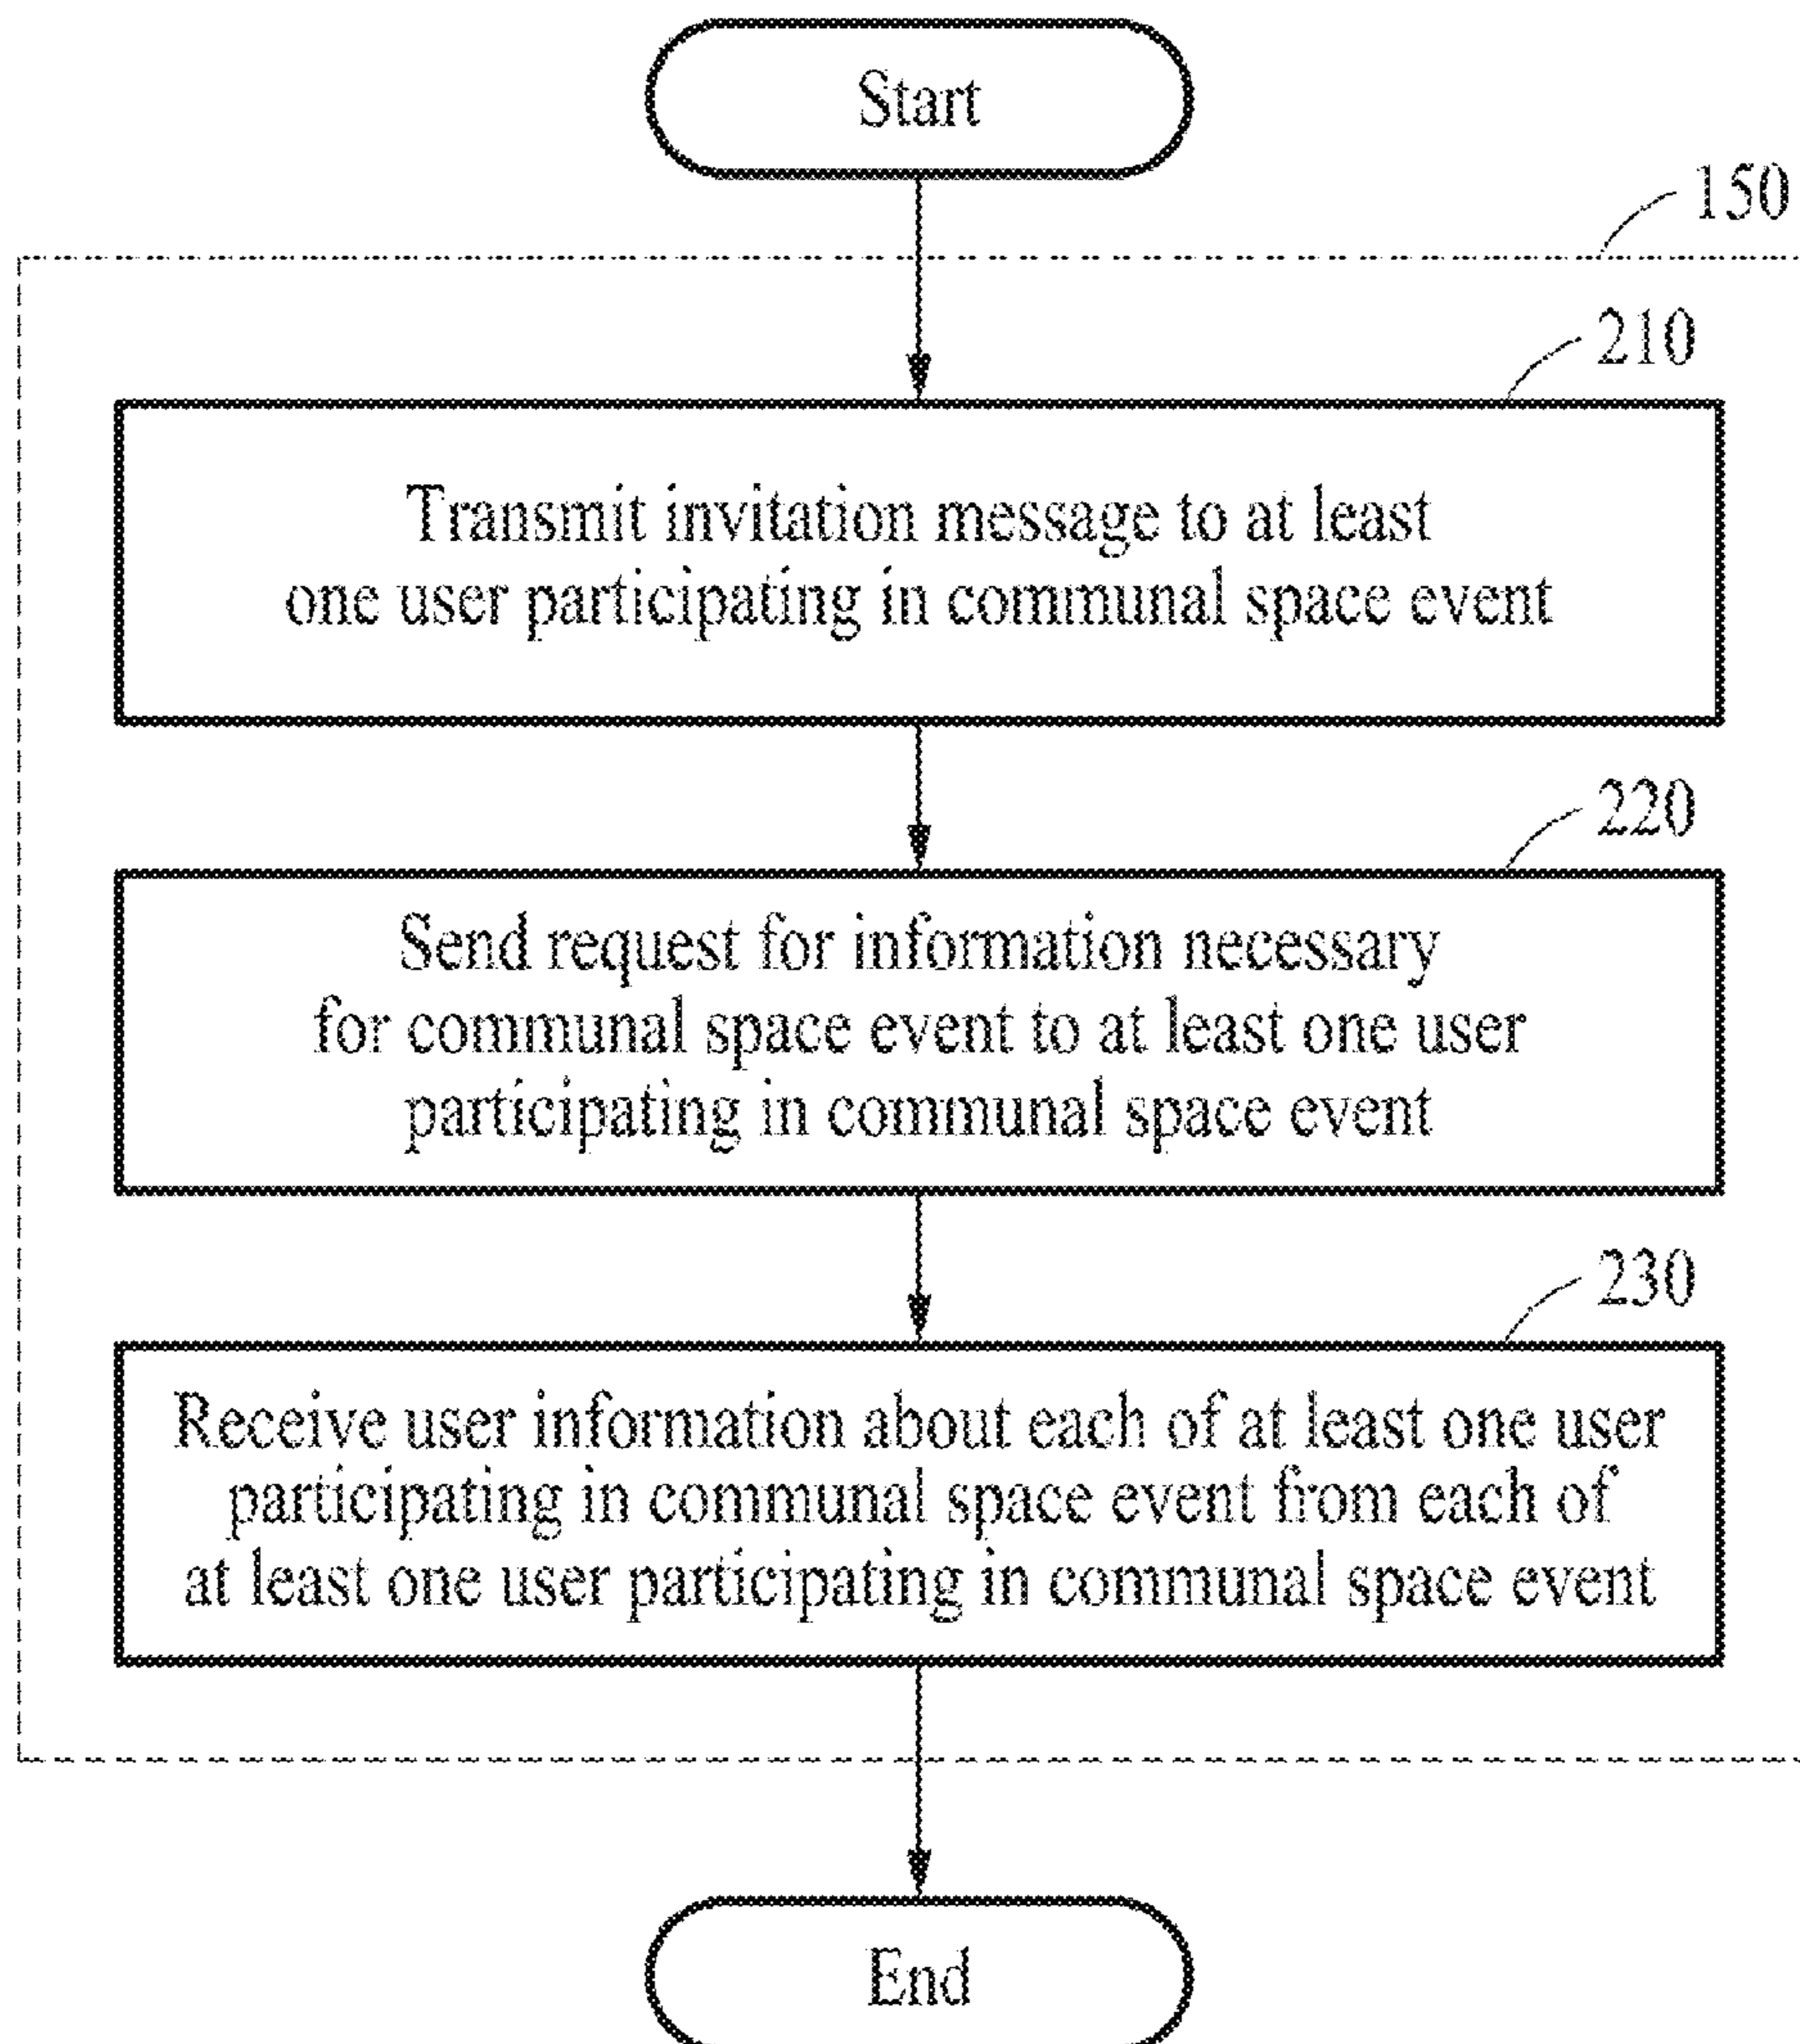 Start
150
210
Transmit invitation message to at least
one user participating in communal space event
220
Send request for information necessary
for communal space event to at least one user
participating in communal space event
230
Receive user information about each of at least one user
participating in communal space event from each of
at least one user participating in communal space event
End